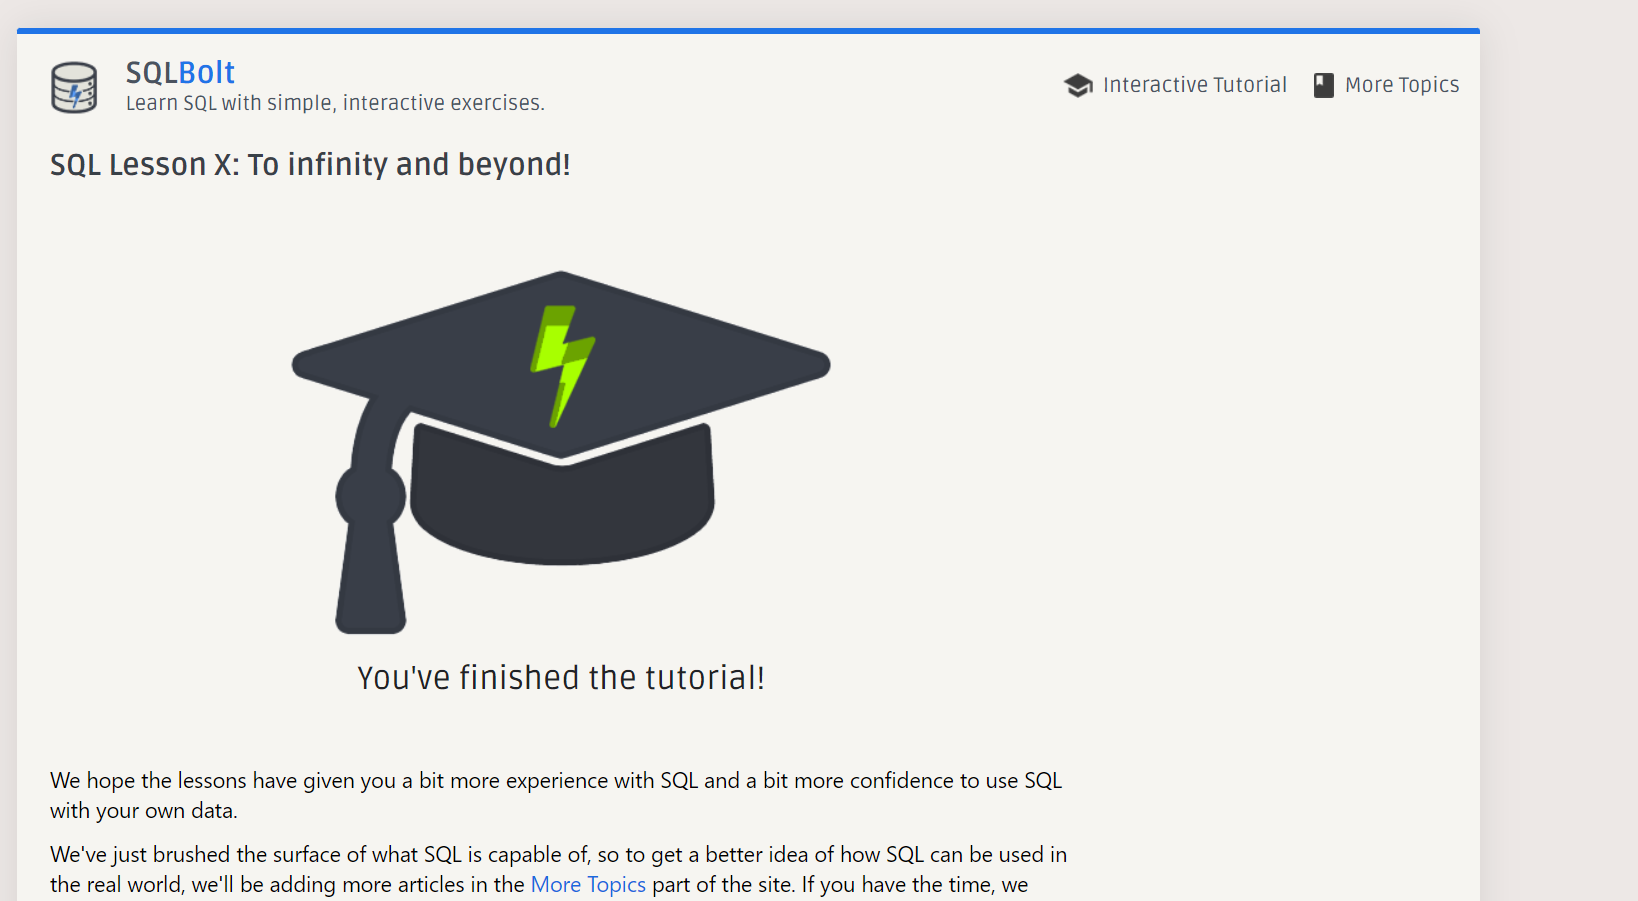 SQLBolt
Learn SQL with simple, interactive exercises.
Interactive Tutorial
More Topics
SQL Lesson X: To infinity and beyond!
You've finished the tutorial!
We hope the lessons have given you a bit more experience with SQL and a bit more confidence to use SQL
with your own data.
We've just brushed the surface of what SQL is capable of, so to get a better idea of how SQL can be used in
the real world, we'll be adding more articles in the More Topics part of the site. If you have the time, we